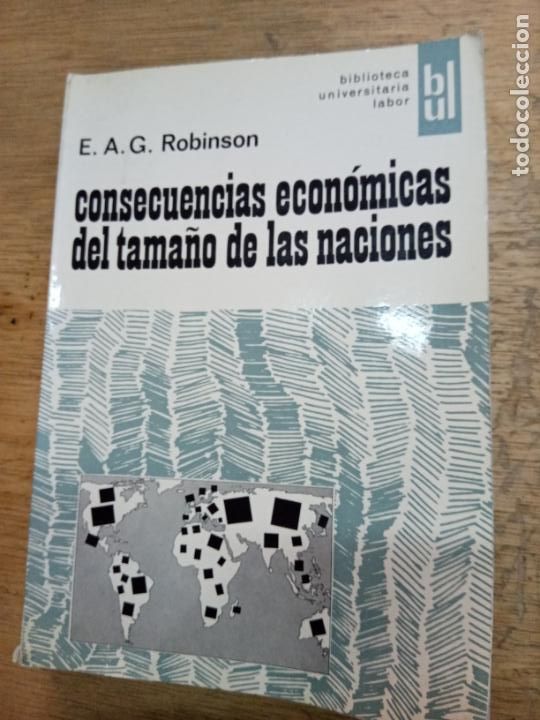 biblioteca
universitaria
labor
bl
ul
E. A. G. Robinson
consecuencias económicas
del tamaño de las naciones
todocoleccion